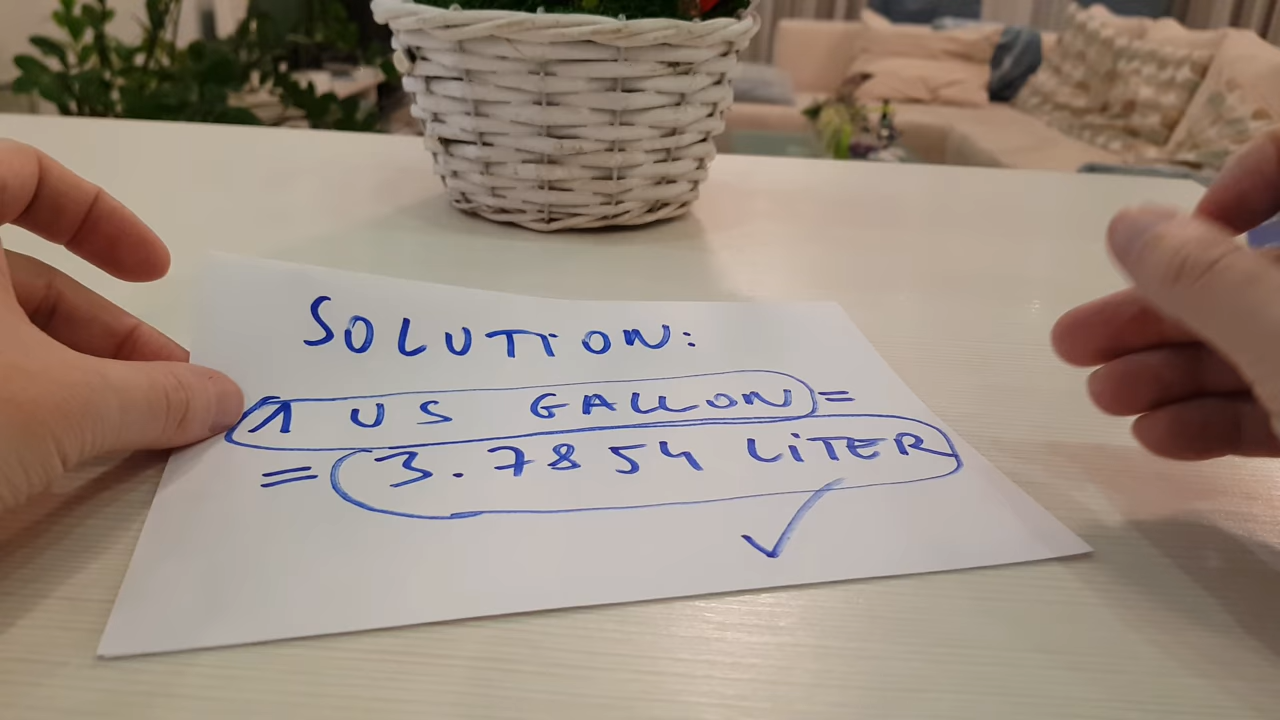 SOLUTION:
1 US GALLON =
= 3.7854 LiTER